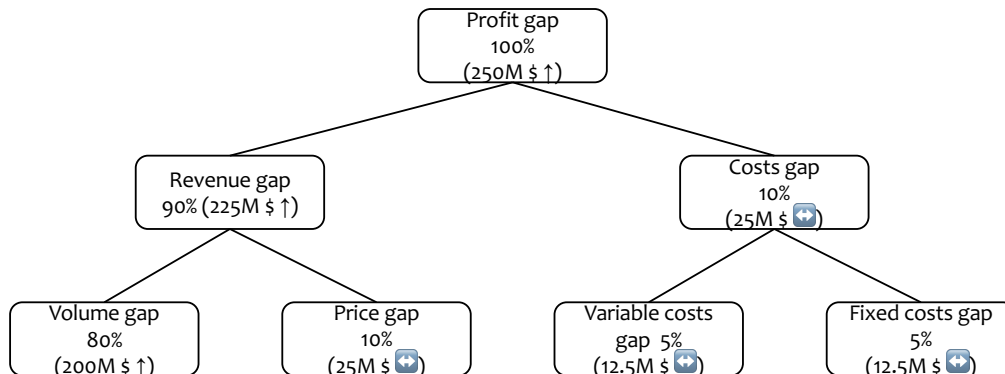 Profit gap
100%
(250M $ ↑)
Revenue gap
90% (225M $ ↑)
Costs gap
10%
(25M $ ↔️)
Volume gap
80%
(200M $ ↑)
Price gap
10%
(25M $ ↔️)
Variable costs
gap 5%
(12.5M $ ↔️)
Fixed costs gap
5%
(12.5M $ ↔️)